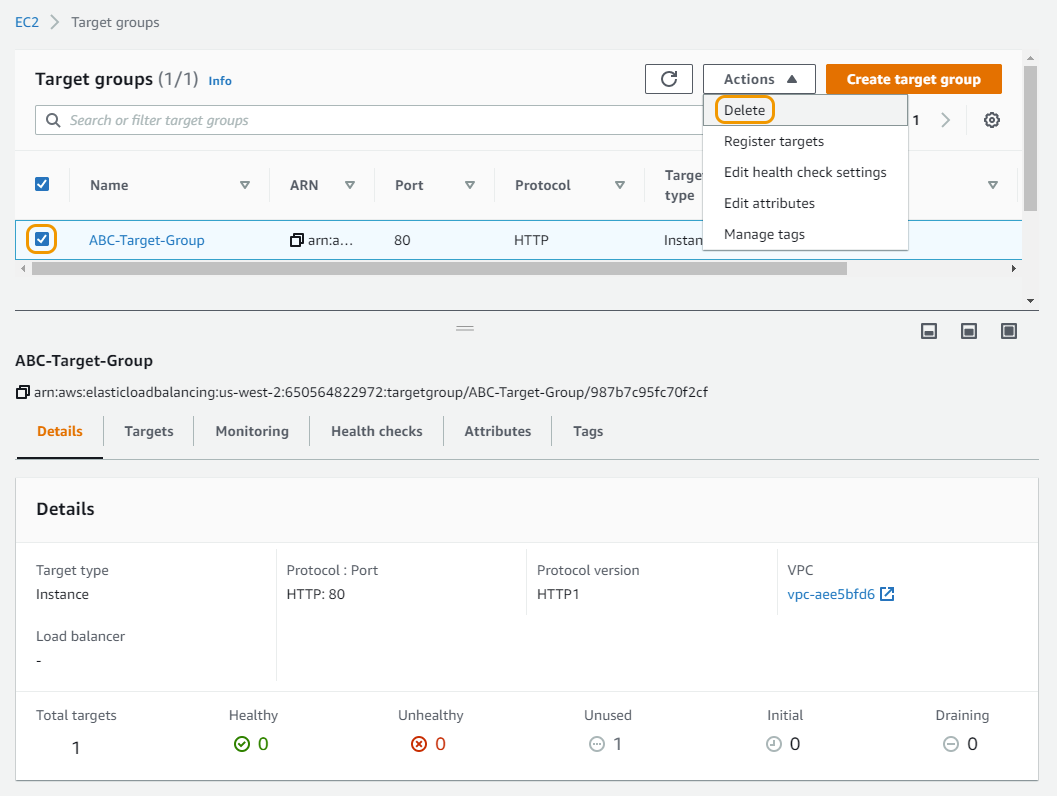 EC2 > Target groups
Target groups (1/1) Info
Actions
Create target group
Search or filter target groups
1
Delete
Register targets
Edit health check settings
Edit attributes
Manage tags
Name
ARN
Port
Protocol
Targe
type
ABC-Target-Group
arn:a...
80
HTTP
Instan
ABC-Target-Group
arn:aws:elasticloadbalancing:us-west-2:650564822972:targetgroup/ABC-Target-Group/987b7c95fc70f2cf
Details
Targets
Monitoring
Health checks
Attributes
Tags
Details
Target type
Instance
Protocol : Port
HTTP: 80
Protocol version
HTTP1
VPC
vpc-aee5bfd6
Load balancer
-
Total targets
1
Healthy
0
Unhealthy
0
Unused
1
Initial
0
Draining
0